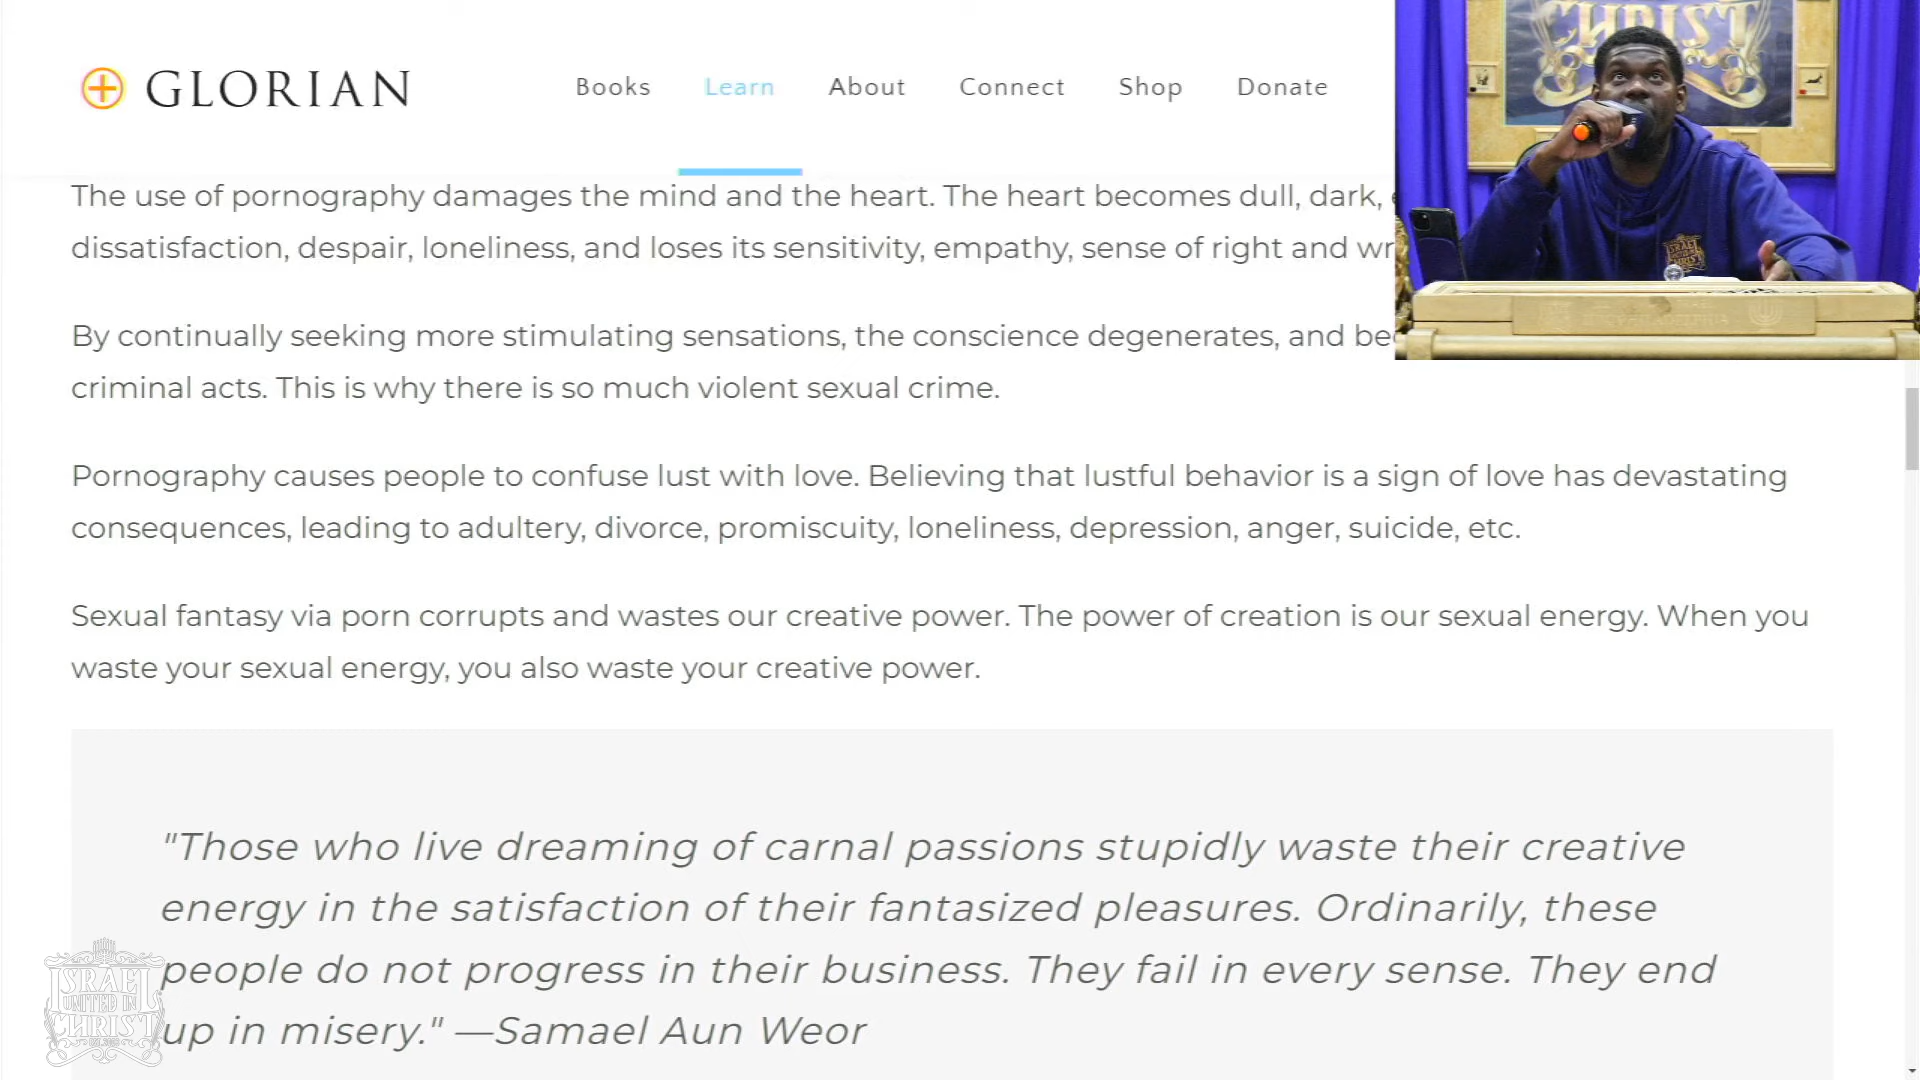 GLORIAN
Books Learn About Connect Shop Donate
CHRIST
The use of pornography damages the mind and the heart. The heart becomes dull, dark,
dissatisfaction, despair, loneliness, and loses its sensitivity, empathy, sense of right and
ISRAEL
UNITED IN
CHRIST
By continually seeking more stimulating sensations, the conscience degenerates, and
criminal acts. This is why there is so much violent sexual crime.
Pornography causes people to confuse lust with love. Believing that lustful behavior is a sign of love has devastating
consequences, leading to adultery, divorce, promiscuity, loneliness, depression, anger, suicide, etc.
Sexual fantasy via porn corrupts and wastes our creative power. The power of creation is our sexual energy. When you
waste your sexual energy, you also waste your creative power.
"Those who live dreaming of carnal passions stupidly waste their creative
energy in the satisfaction of their fantasized pleasures. Ordinarily, these
people do not progress in their business. They fail in every sense. They end
up in misery." —Samael Aun Weor
ISRAEL
UNITED IN
CHRIST